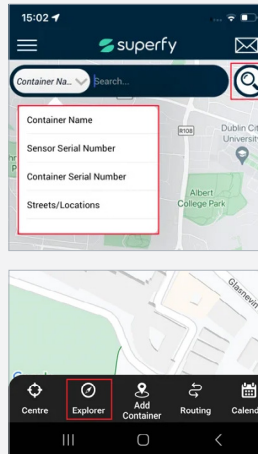 15:02
superfy
Container Na..
Search...
Container Name
Sensor Serial Number
Container Serial Number
Streets/Locations
R108
Dublin Cit
University
Albert
College Park
Glasnevin
Centre
Explorer
Add
Container
Routing
Calend